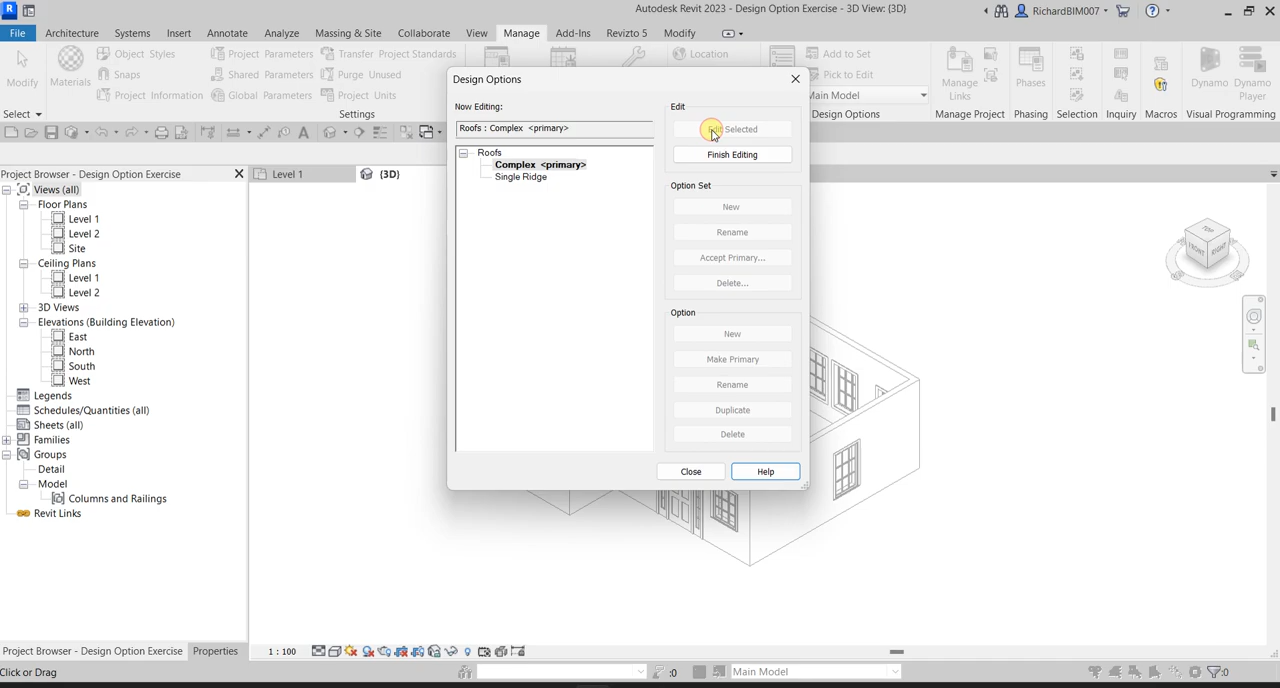 Autodesk Revit 2023 - Design Option Exercise - 3D View: {3D}
RichardBIM007
File Architecture Systems Insert Annotate Analyze Massing & Site Collaborate View Manage Add-Ins Revizto 5 Modify
Modify
Materials
Object Styles
Snaps
Project Information
Project Parameters
Shared Parameters
Global Parameters
Transfer Project Standards
Purge Unused
Project Units
Location
Add to Set
Pick to Edit
Main Model
Manage Links
Phases
Dynamo
Dynamo Player
Select Settings Design Options Manage Project Phasing Selection Inquiry Macros Visual Programming
Project Browser - Design Option Exercise
Level 1
{3D}
Views (all)
Floor Plans
Level 1
Level 2
Site
Ceiling Plans
Level 1
Level 2
3D Views
Elevations (Building Elevation)
East
North
South
West
Legends
Schedules/Quantities (all)
Sheets (all)
Families
Groups
Detail
Model
Columns and Railings
Revit Links
Design Options
Now Editing:
Roofs : Complex <primary>
Roofs
Complex <primary>
Single Ridge
Edit
Edit Selected
Finish Editing
Option Set
New
Rename
Accept Primary...
Delete...
Option
New
Make Primary
Rename
Duplicate
Delete
Close
Help
TOP
FRONT
RIGHT
Project Browser - Design Option Exercise Properties
1 : 100
Click or Drag
:0
Main Model
:0